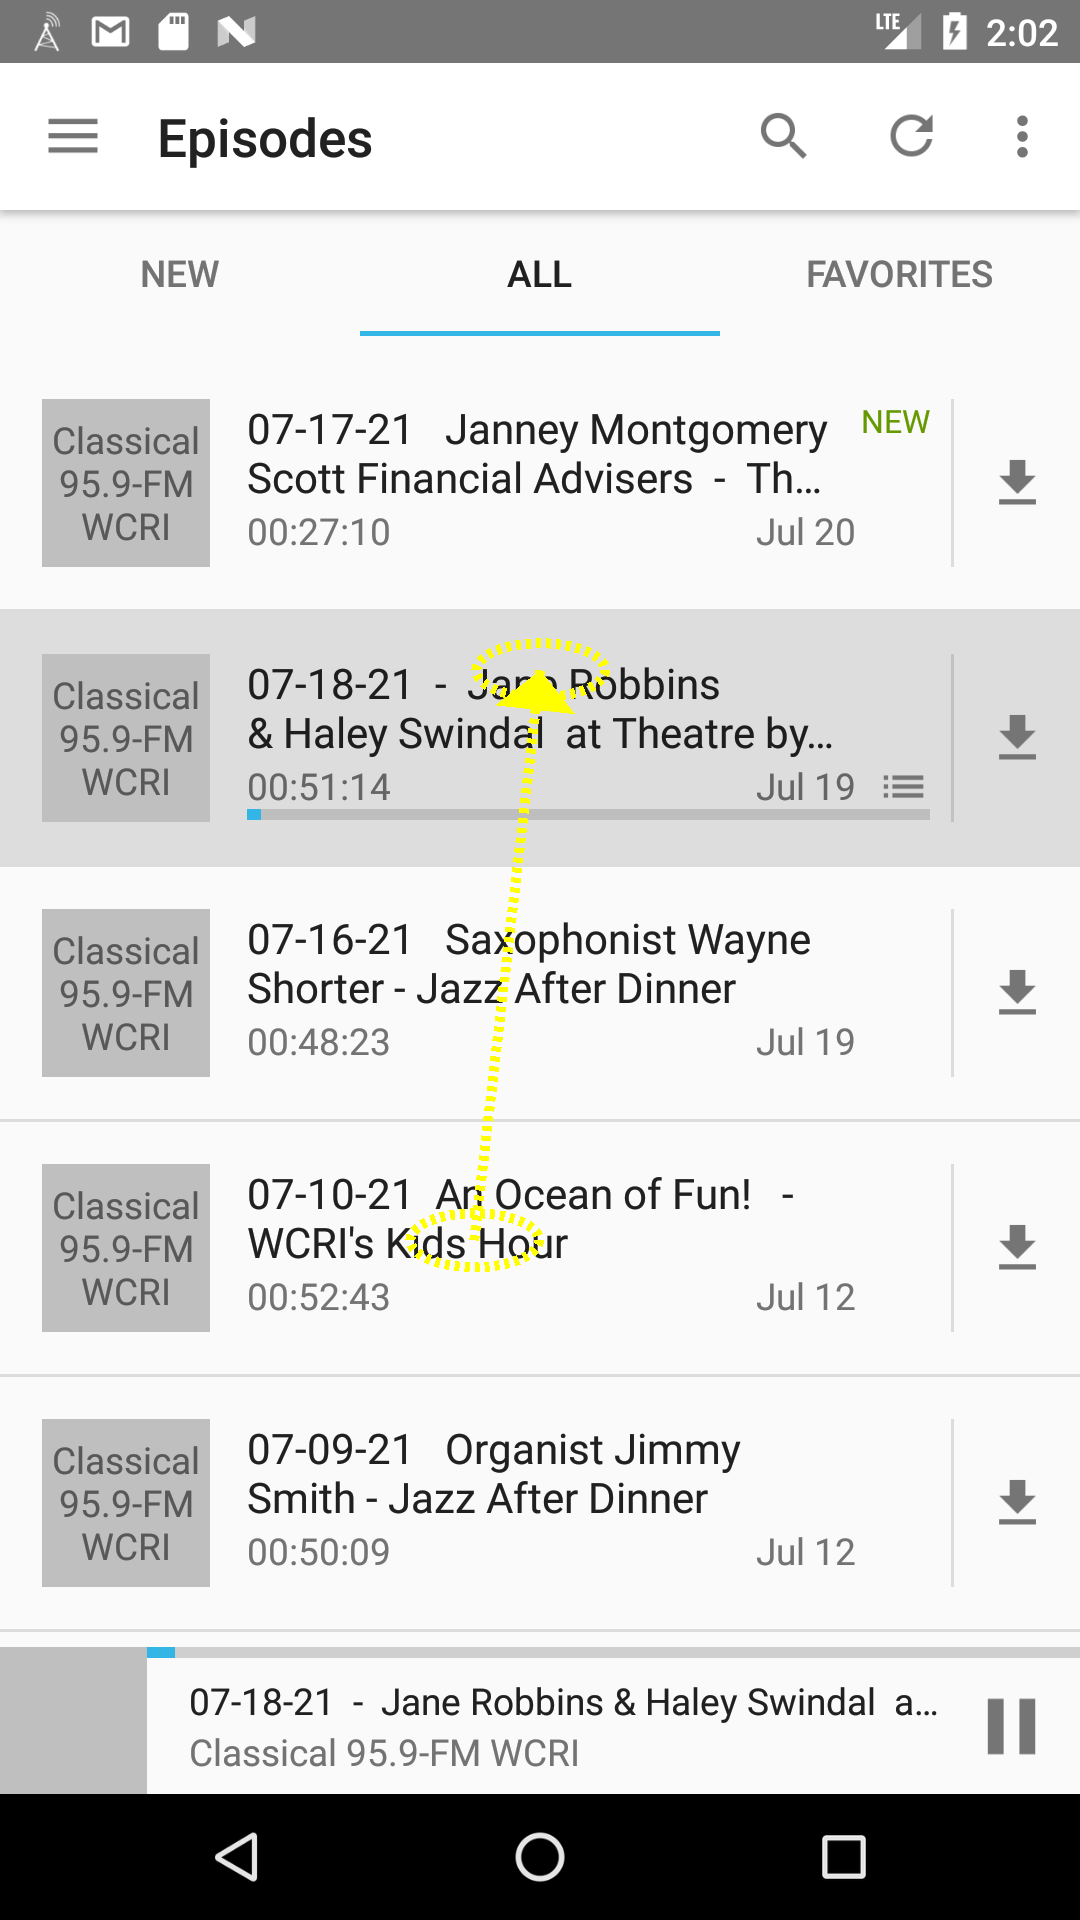 LTE 2:02
Episodes
NEW ALL FAVORITES
Classical
95.9-FM
WCRI
07-17-21 Janney Montgomery NEW
Scott Financial Advisers - Th...
00:27:10 Jul 20
Classical
95.9-FM
WCRI
07-18-21 - Jane Robbins
& Haley Swindal at Theatre by...
00:51:14 Jul 19
Classical
95.9-FM
WCRI
07-16-21 Saxophonist Wayne
Shorter - Jazz After Dinner
00:48:23 Jul 19
Classical
95.9-FM
WCRI
07-10-21 An Ocean of Fun! -
WCRI's Kids Hour
00:52:43 Jul 12
Classical
95.9-FM
WCRI
07-09-21 Organist Jimmy
Smith - Jazz After Dinner
00:50:09 Jul 12
07-18-21 - Jane Robbins & Haley Swindal a...
Classical 95.9-FM WCRI